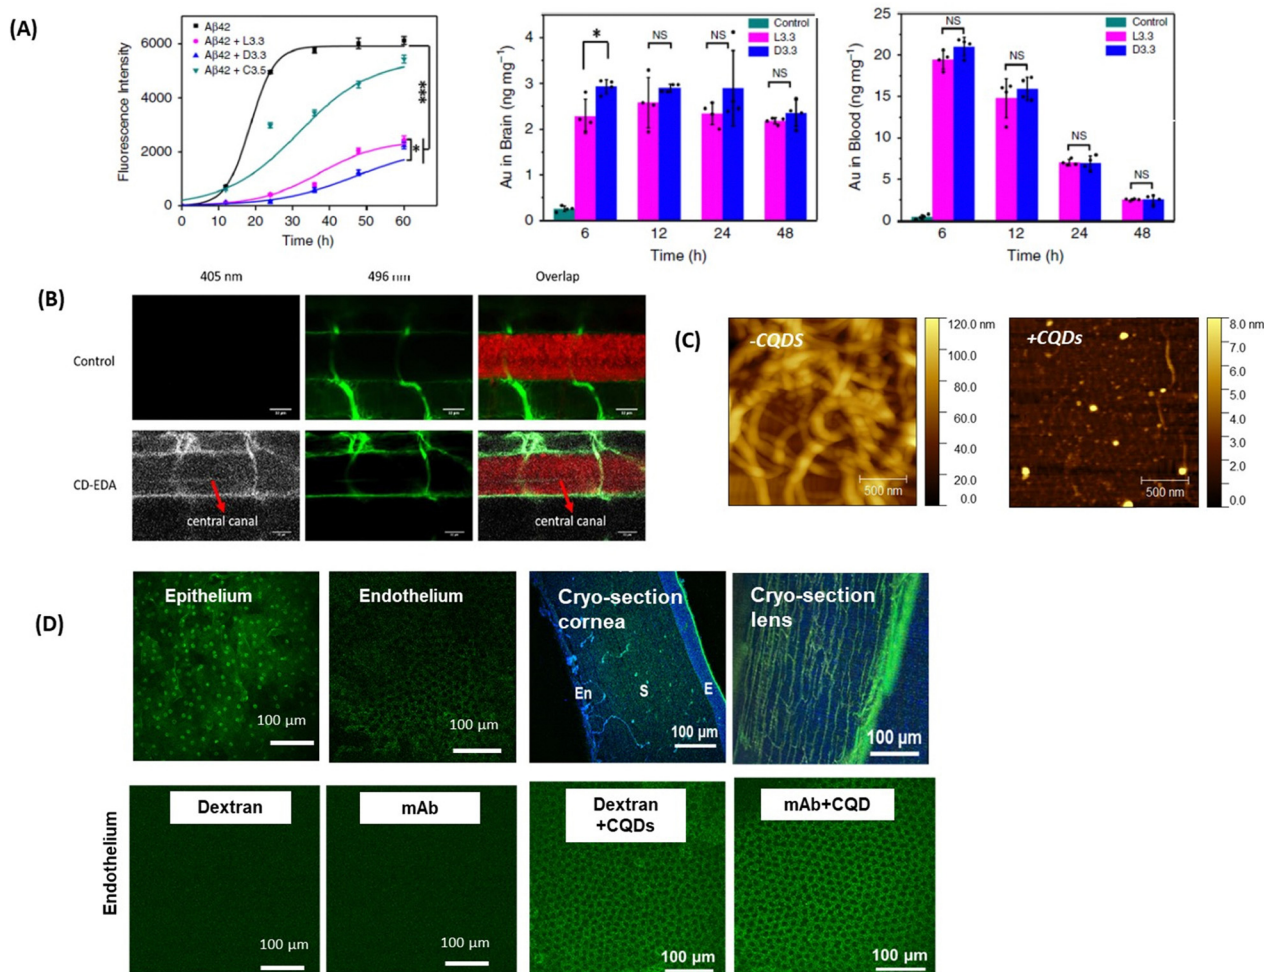 (A)
Aβ42
Aβ42 + L3.3
Aβ42 + D3.3
Aβ42 + C3.5
***
*
Fluorescence Intensity
6000
4000
2000
0
0 10 20 30 40 50 60
Time (h)
Control
L3.3
D3.3
* NS NS NS
Au in Brain (ng mg⁻¹)
4
3
2
1
0
6 12 24 48
Time (h)
Control
L3.3
D3.3
NS NS NS NS
Au in Blood (ng mg⁻¹)
25
20
15
10
5
0
6 12 24 48
Time (h)
(B)
405 nm 496 nm Overlap
Control
CD-EDA
central canal central canal
(C)
-CQDS
500 nm
120.0 nm
100.0
80.0
60.0
40.0
20.0
0.0
+CQDs
500 nm
8.0 nm
7.0
6.0
5.0
4.0
3.0
2.0
0.0
(D)
Epithelium
100 µm
Endothelium
100 µm
Cryo-section
cornea
En S E
100 µm
Cryo-section
lens
100 µm
Endothelium
Dextran
100 µm
mAb
100 µm
Dextran
+CQDs
100 µm
mAb+CQD
100 µm